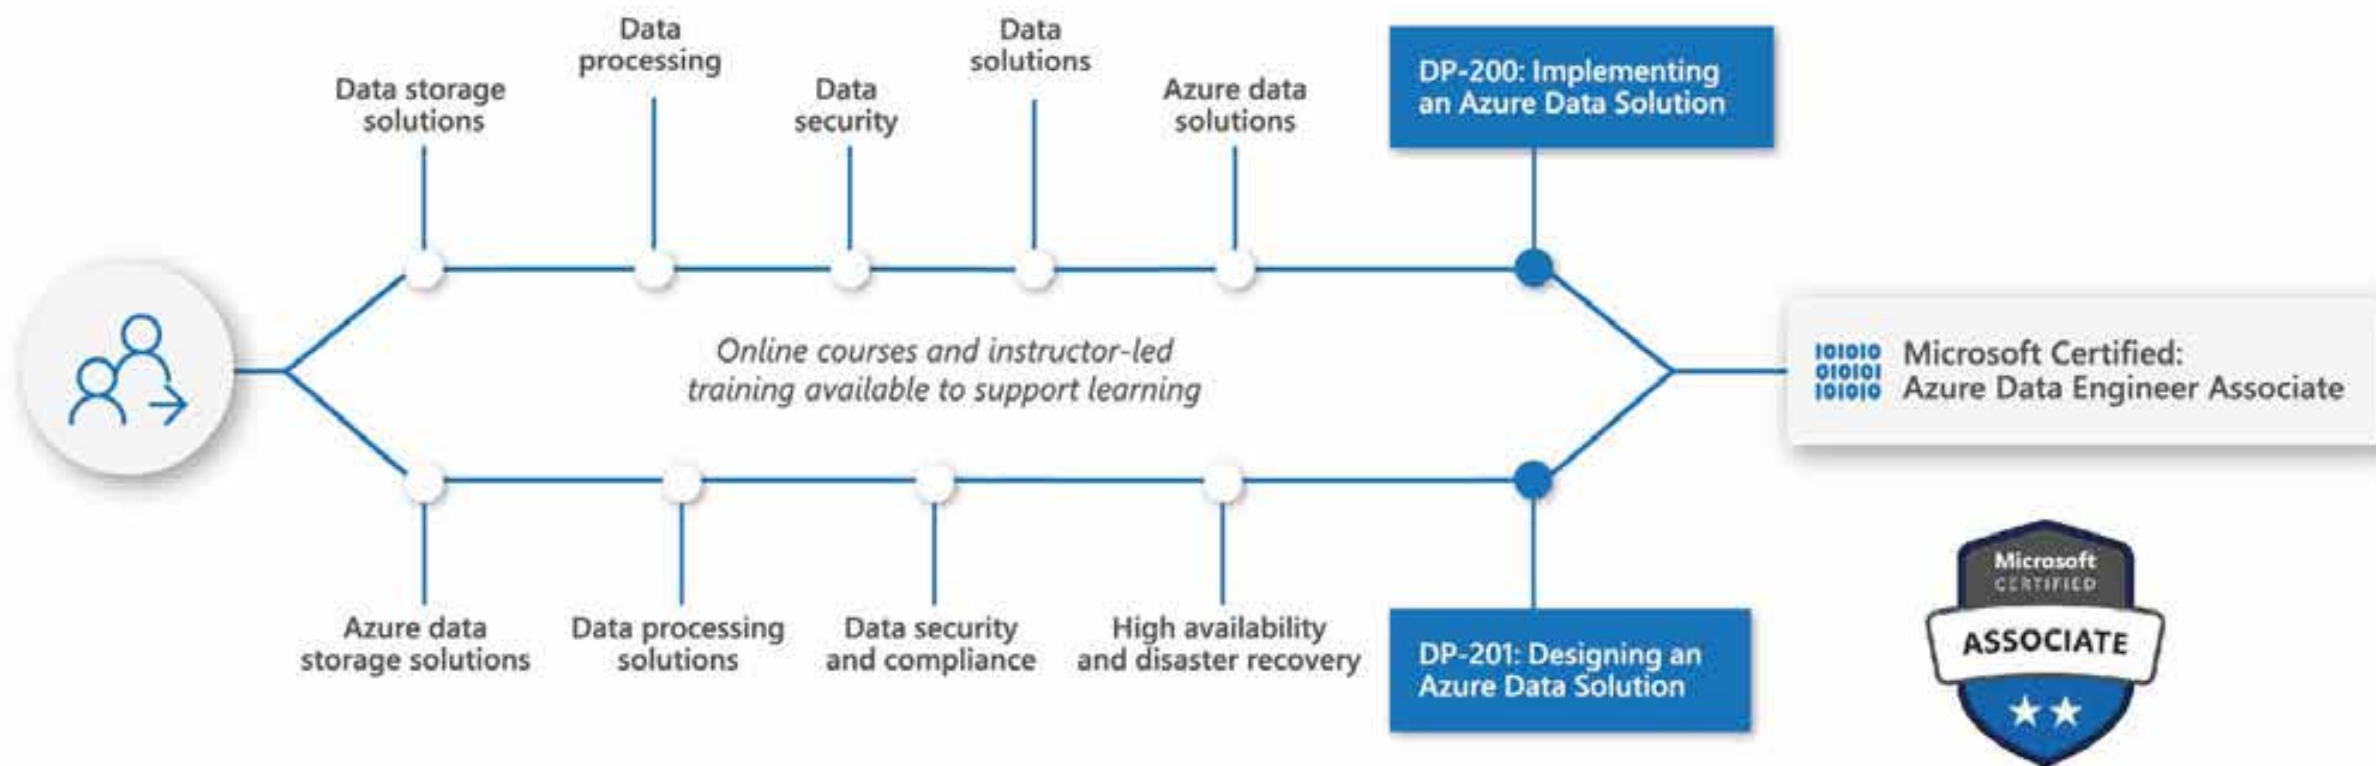 Data storage
solutions
Data
processing
Data
security
Data
solutions
Azure data
solutions
DP-200: Implementing
an Azure Data Solution
Online courses and instructor-led
training available to support learning
101010
010101
101010
Microsoft Certified:
Azure Data Engineer Associate
Azure data
storage solutions
Data processing
solutions
Data security
and compliance
High availability
and disaster recovery
DP-201: Designing an
Azure Data Solution
Microsoft
CERTIFIED
ASSOCIATE